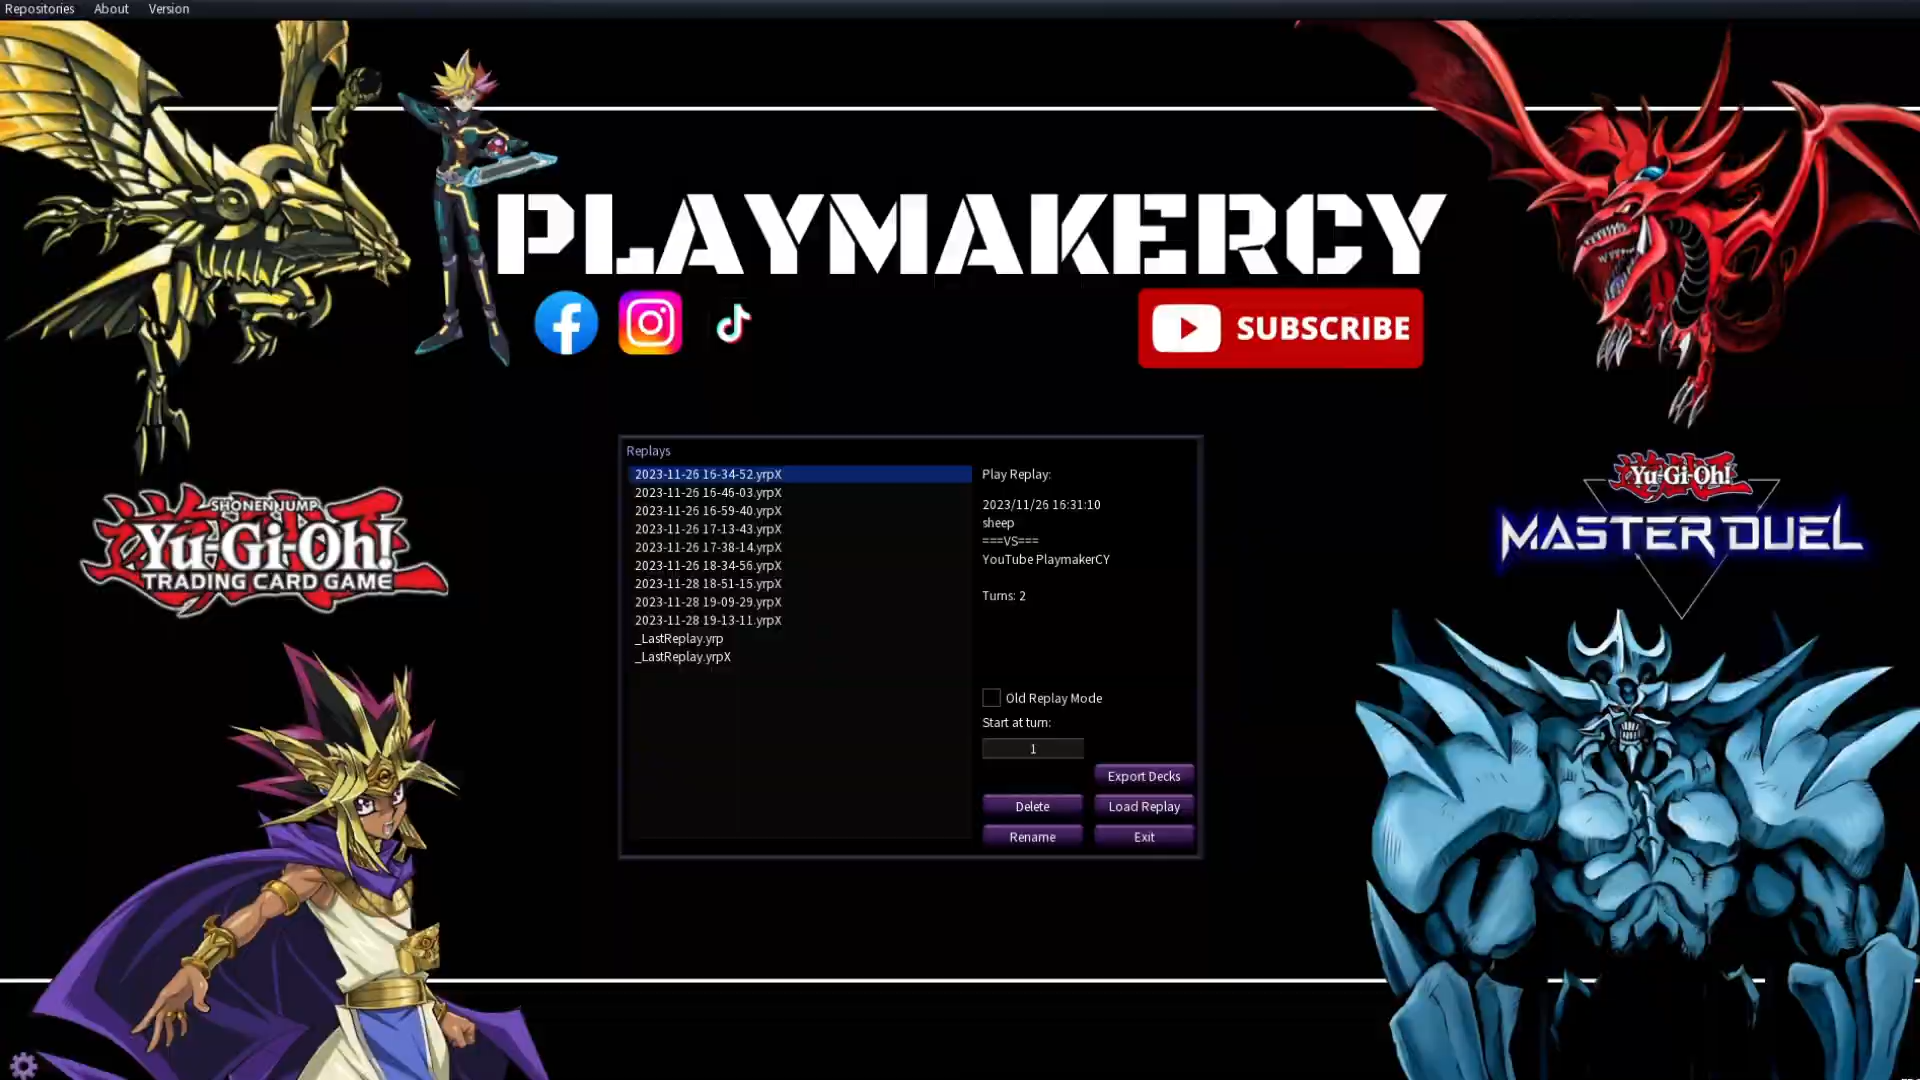 Repositories About Version
PLAYMAKERCY
SUBSCRIBE
SHONEN JUMP
Yu-Gi-Oh!
TRADING CARD GAME
Yu-Gi-Oh!
MASTER DUEL
Replays
2023-11-26 16-34-52.yrpX
2023-11-26 16-46-03.yrpX
2023-11-26 16-59-40.yrpX
2023-11-26 17-13-43.yrpX
2023-11-26 17-38-14.yrpX
2023-11-26 18-34-56.yrpX
2023-11-28 18-51-15.yrpX
2023-11-28 19-09-29.yrpX
2023-11-28 19-13-11.yrpX
_LastReplay.yrp
_LastReplay.yrpX
Play Replay:
2023/11/26 16:31:10
sheep
===VS===
YouTube PlaymakerCY
Turns: 2
Old Replay Mode
Start at turn:
1
Export Decks
Delete Load Replay
Rename Exit